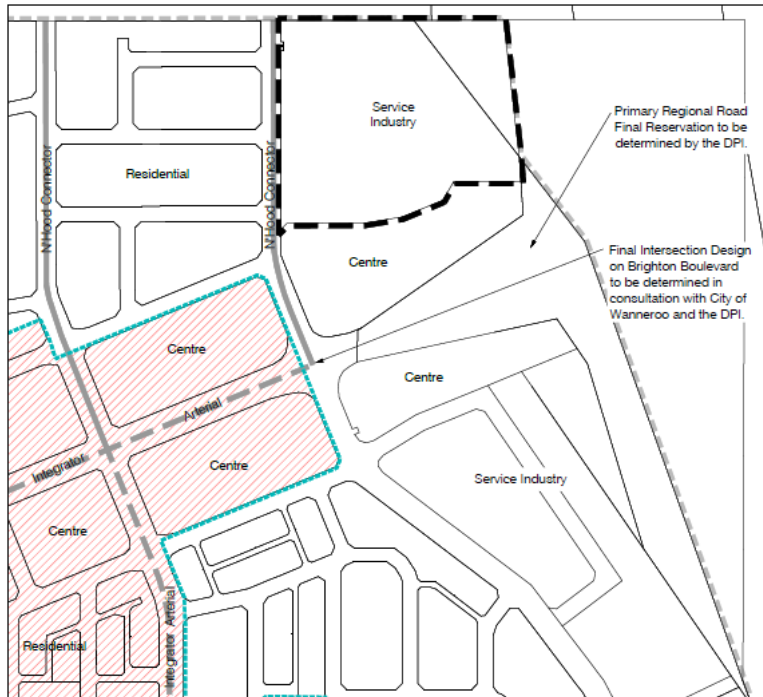 Service
Industry
Primary Regional Road
Final Reservation to be
determined by the DPI.
Residential
N'Hood Connector
N'Hood Connector
Centre
Final Intersection Design
on Brighton Boulevard
to be determined in
consultation with City of
Wanneroo and the DPI.
Centre
Centre
Arterial
Centre
Integrator
Service Industry
Centre
Integrator Arterial
Residential